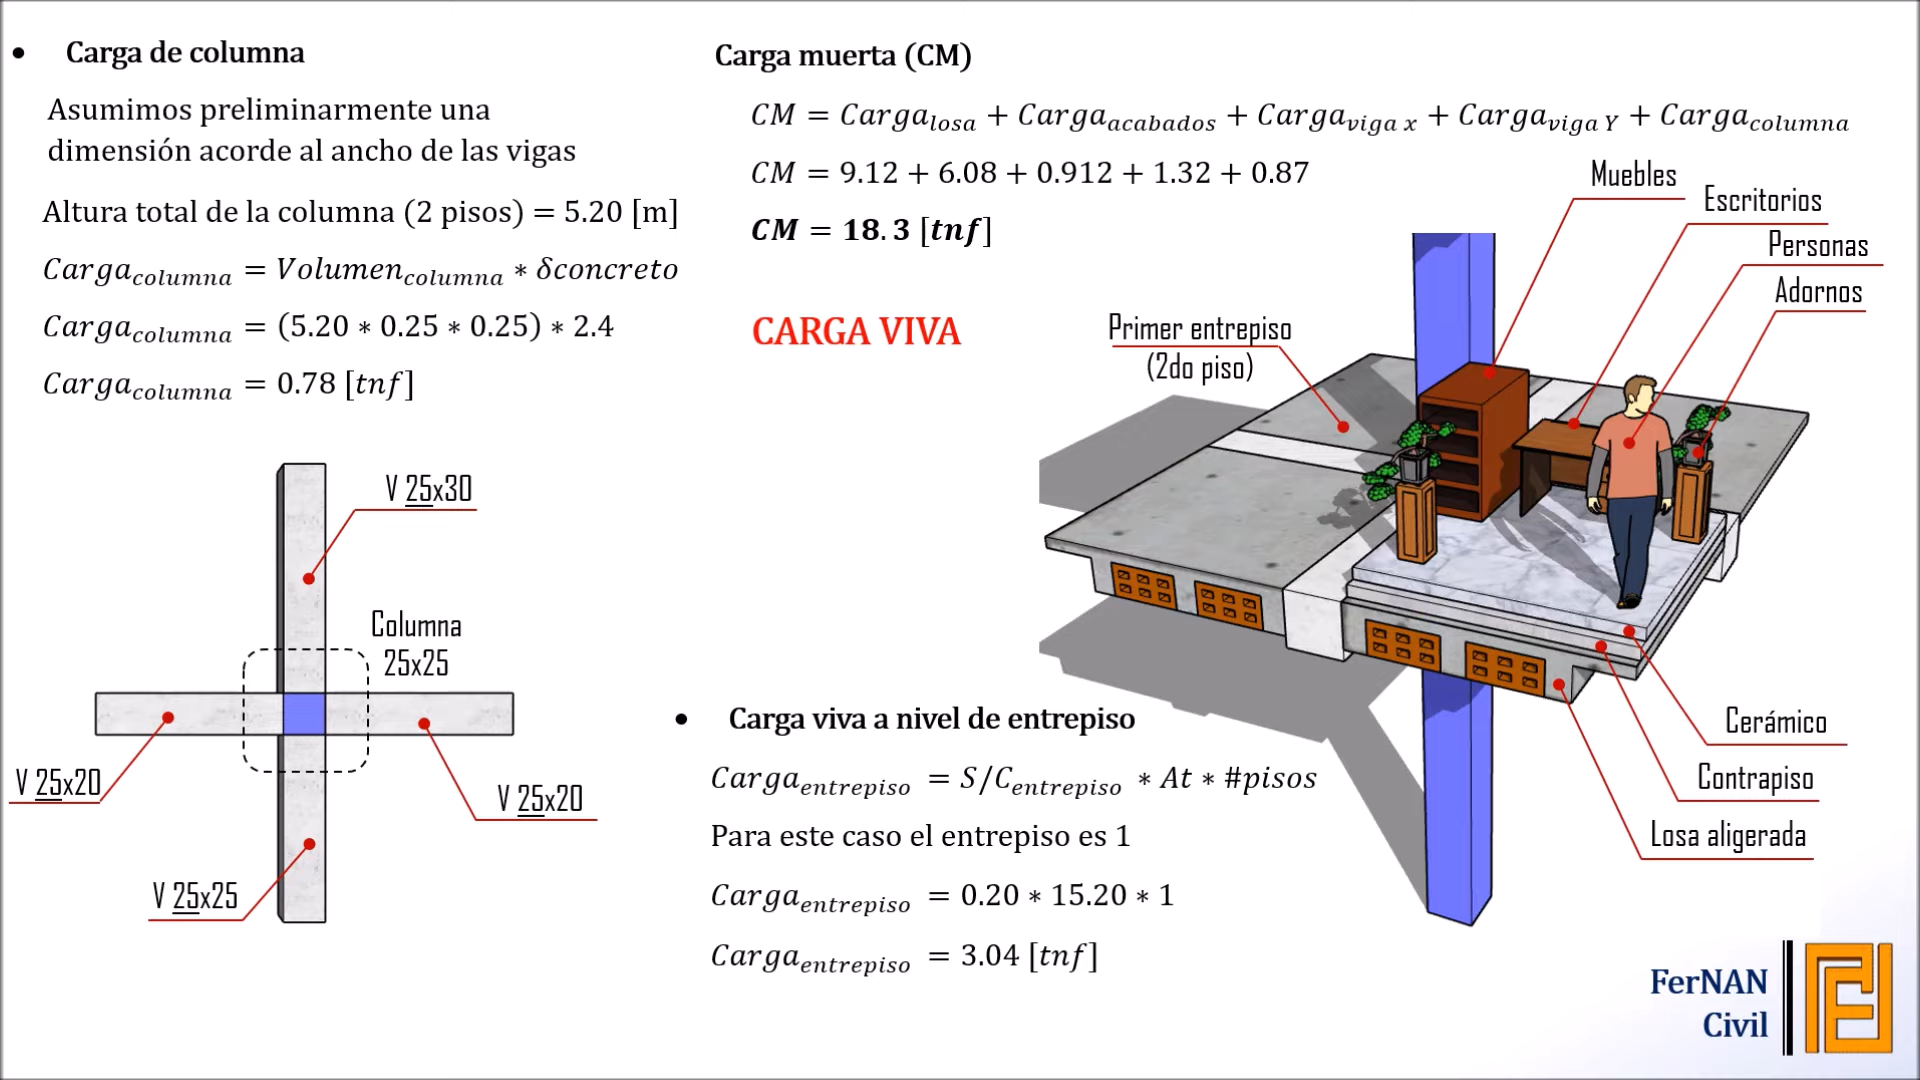 • Carga de columna
Asumimos preliminarmente una
dimensión acorde al ancho de las vigas
Altura total de la columna (2 pisos) = 5.20 [m]
Carga_columna = Volumen_columna * δconcreto
Carga_columna = (5.20 * 0.25 * 0.25) * 2.4
Carga_columna = 0.78 [tnf]
V 25x30
Columna
25x25
V 25x20
V 25x20
V 25x25
Carga muerta (CM)
CM = Carga_losa + Carga_acabados + Carga_viga x + Carga_viga Y + Carga_columna
CM = 9.12 + 6.08 + 0.912 + 1.32 + 0.87
CM = 18.3 [tnf]
CARGA VIVA
Muebles
Escritorios
Personas
Adornos
Primer entrepiso
(2do piso)
Cerámico
Contrapiso
Losa aligerada
• Carga viva a nivel de entrepiso
Carga_entrepiso = S/C_entrepiso * At * #pisos
Para este caso el entrepiso es 1
Carga_entrepiso = 0.20 * 15.20 * 1
Carga_entrepiso = 3.04 [tnf]
FerNAN
Civil